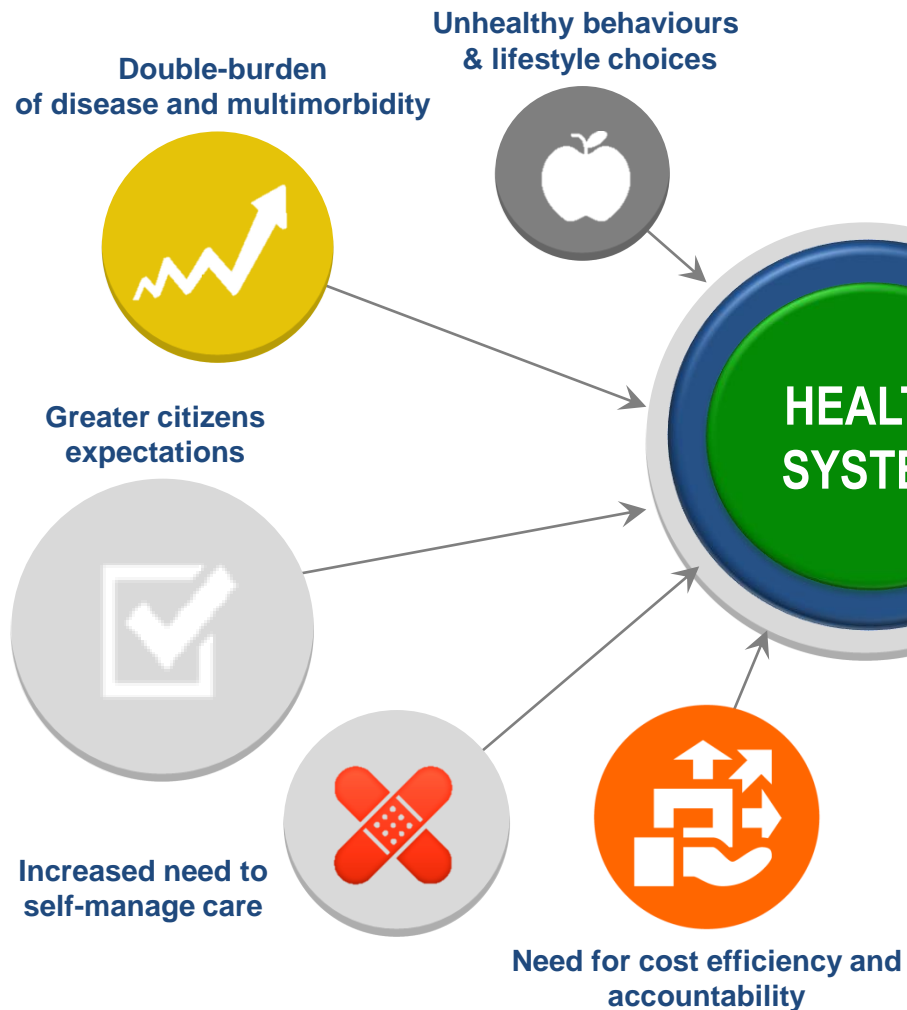 Unhealthy behaviours
& lifestyle choices
Double-burden
of disease and multimorbidity
Greater citizens
expectations
Increased need to
self-manage care
Need for cost efficiency and
accountability